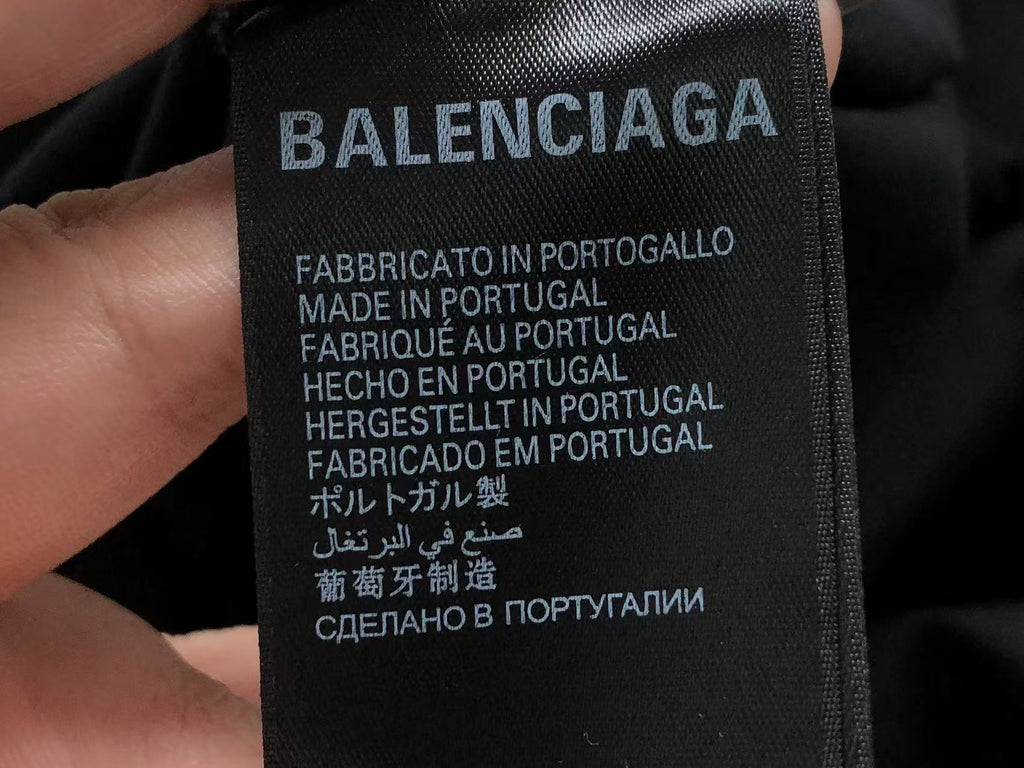 BALENCIAGA
FABBRICATO IN PORTOGALLO
MADE IN PORTUGAL
FABRIQUÉ AU PORTUGAL
HECHO EN PORTUGAL
HERGESTELLT IN PORTUGAL
FABRICADO EM PORTUGAL
ポルトガル製
صنع في البرتغال
葡萄牙制造
СДЕЛАНО В ПОРТУГАЛИИ